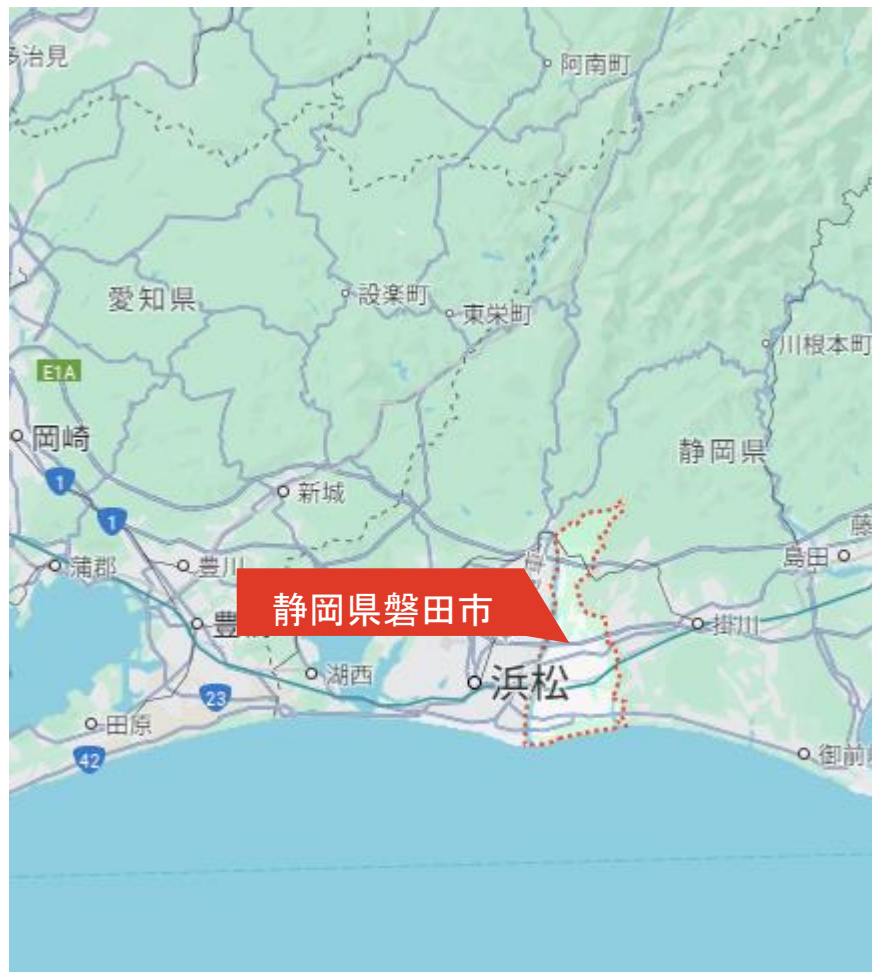 多治見
阿南町
愛知県
設楽町
東栄町
川根本町
E1A
岡崎
静岡県
1
新城
1
蒲郡
豊川
島田
静岡県磐田市
掛川
湖西
浜松
23
田原
42
御前